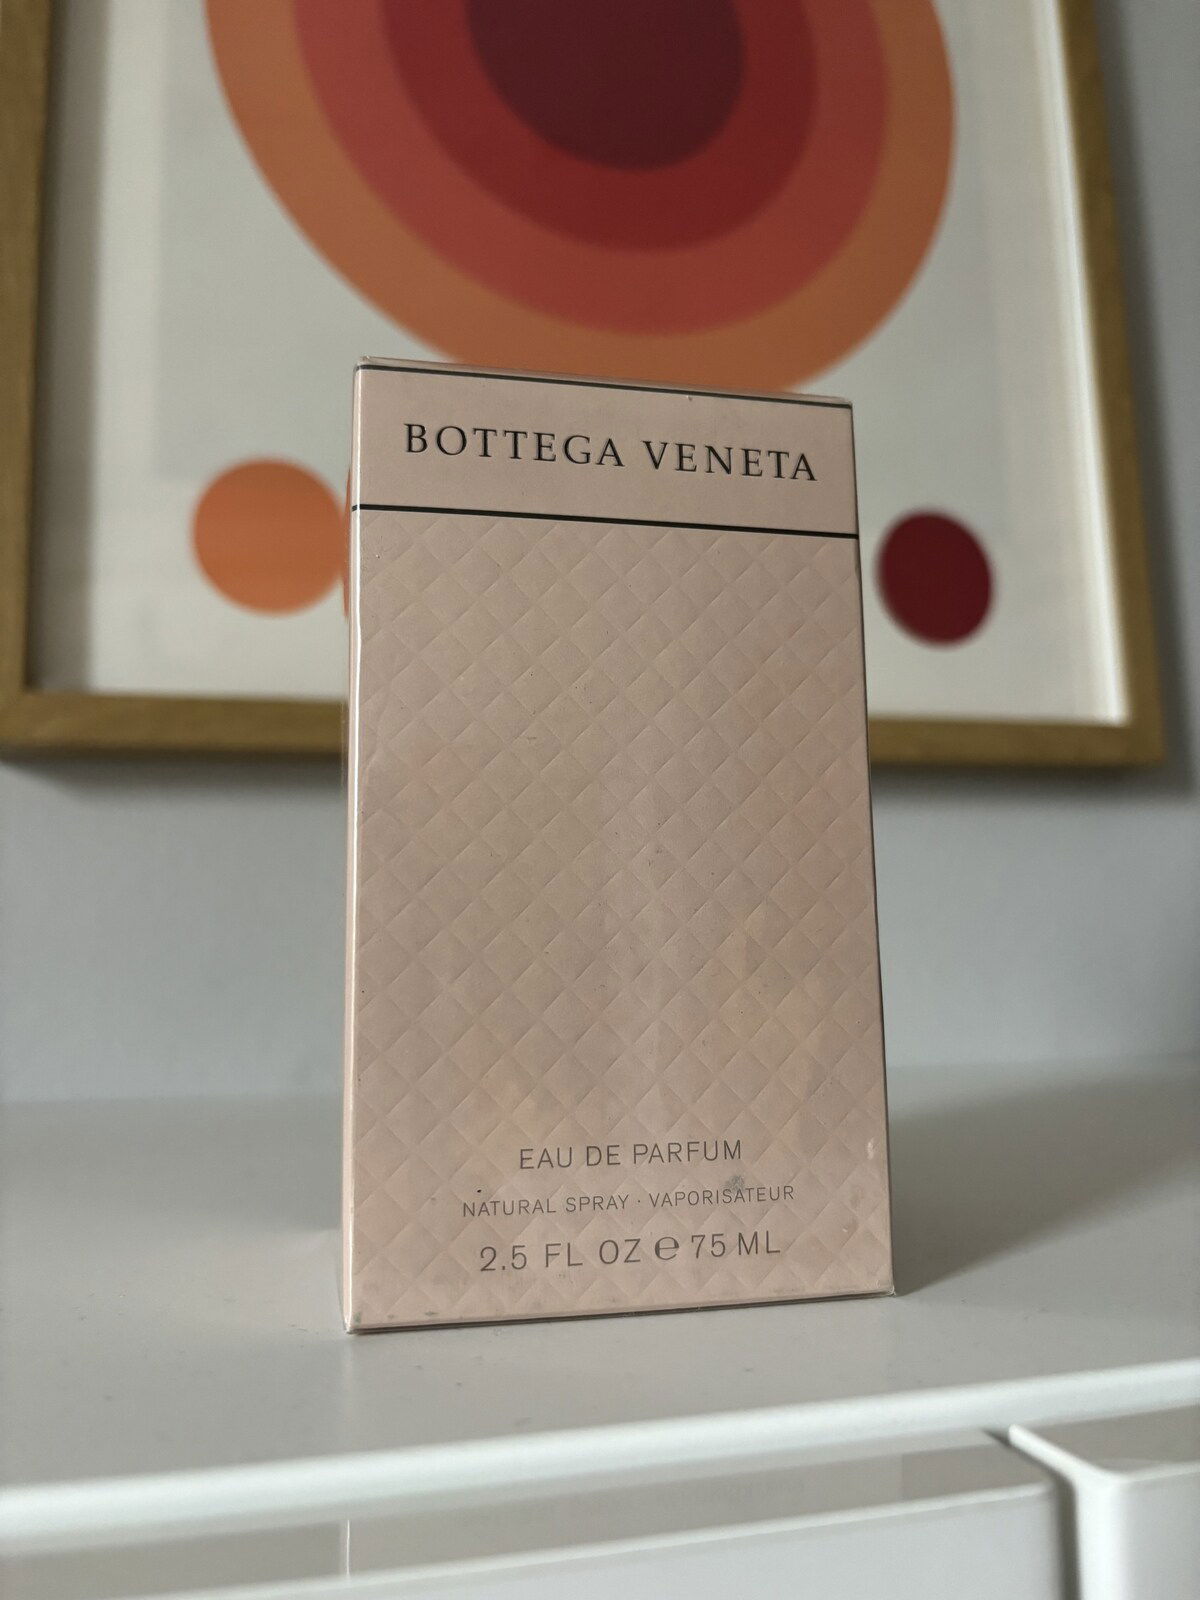 BOTTEGA VENETA
EAU DE PARFUM
NATURAL SPRAY · VAPORISATEUR
2.5 FL OZ ℮ 75 ML